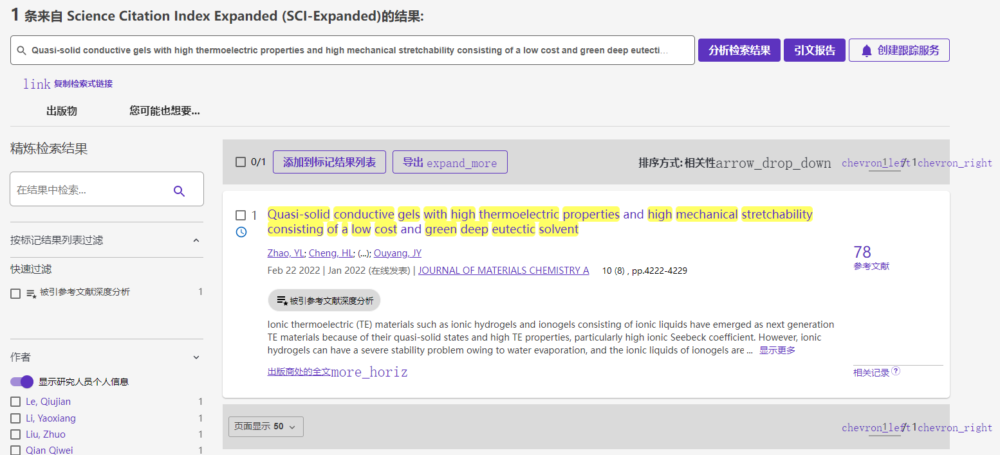 1 条来自 Science Citation Index Expanded (SCI-Expanded)的结果:
Quasi-solid conductive gels with high thermoelectric properties and high mechanical stretchability consisting of a low cost and green deep eutecti...
分析检索结果
引文报告
创建跟踪服务
link 复制检索式链接
出版物
您可能也想要...
精炼检索结果
在结果中检索...
按标记结果列表过滤
快速过滤
被引参考文献深度分析 1
作者
显示研究人员个人信息
Le, Qiujian 1
Li, Yaoxiang 1
Liu, Zhuo 1
Qian Qiwei 1
0/1 添加到标记结果列表 导出 expand_more 排序方式:相关性arrow_drop_down chevron_left 1 / 1 chevron_right
1 Quasi-solid conductive gels with high thermoelectric properties and high mechanical stretchability
consisting of a low cost and green deep eutectic solvent
Zhao, YL; Cheng, HL; (...); Ouyang, JY
Feb 22 2022 | Jan 2022 (在线发表) | JOURNAL OF MATERIALS CHEMISTRY A 10 (8) , pp.4222-4229
被引参考文献深度分析
Ionic thermoelectric (TE) materials such as ionic hydrogels and ionogels consisting of ionic liquids have emerged as next generation
TE materials because of their quasi-solid states and high TE properties, particularly high ionic Seebeck coefficient. However, ionic
hydrogels can have a severe stability problem owing to water evaporation, and the ionic liquids of ionogels are ... 显示更多
出版商处的全文more_horiz
78
参考文献
相关记录?
页面显示 50
chevron_left 1 / 1 chevron_right